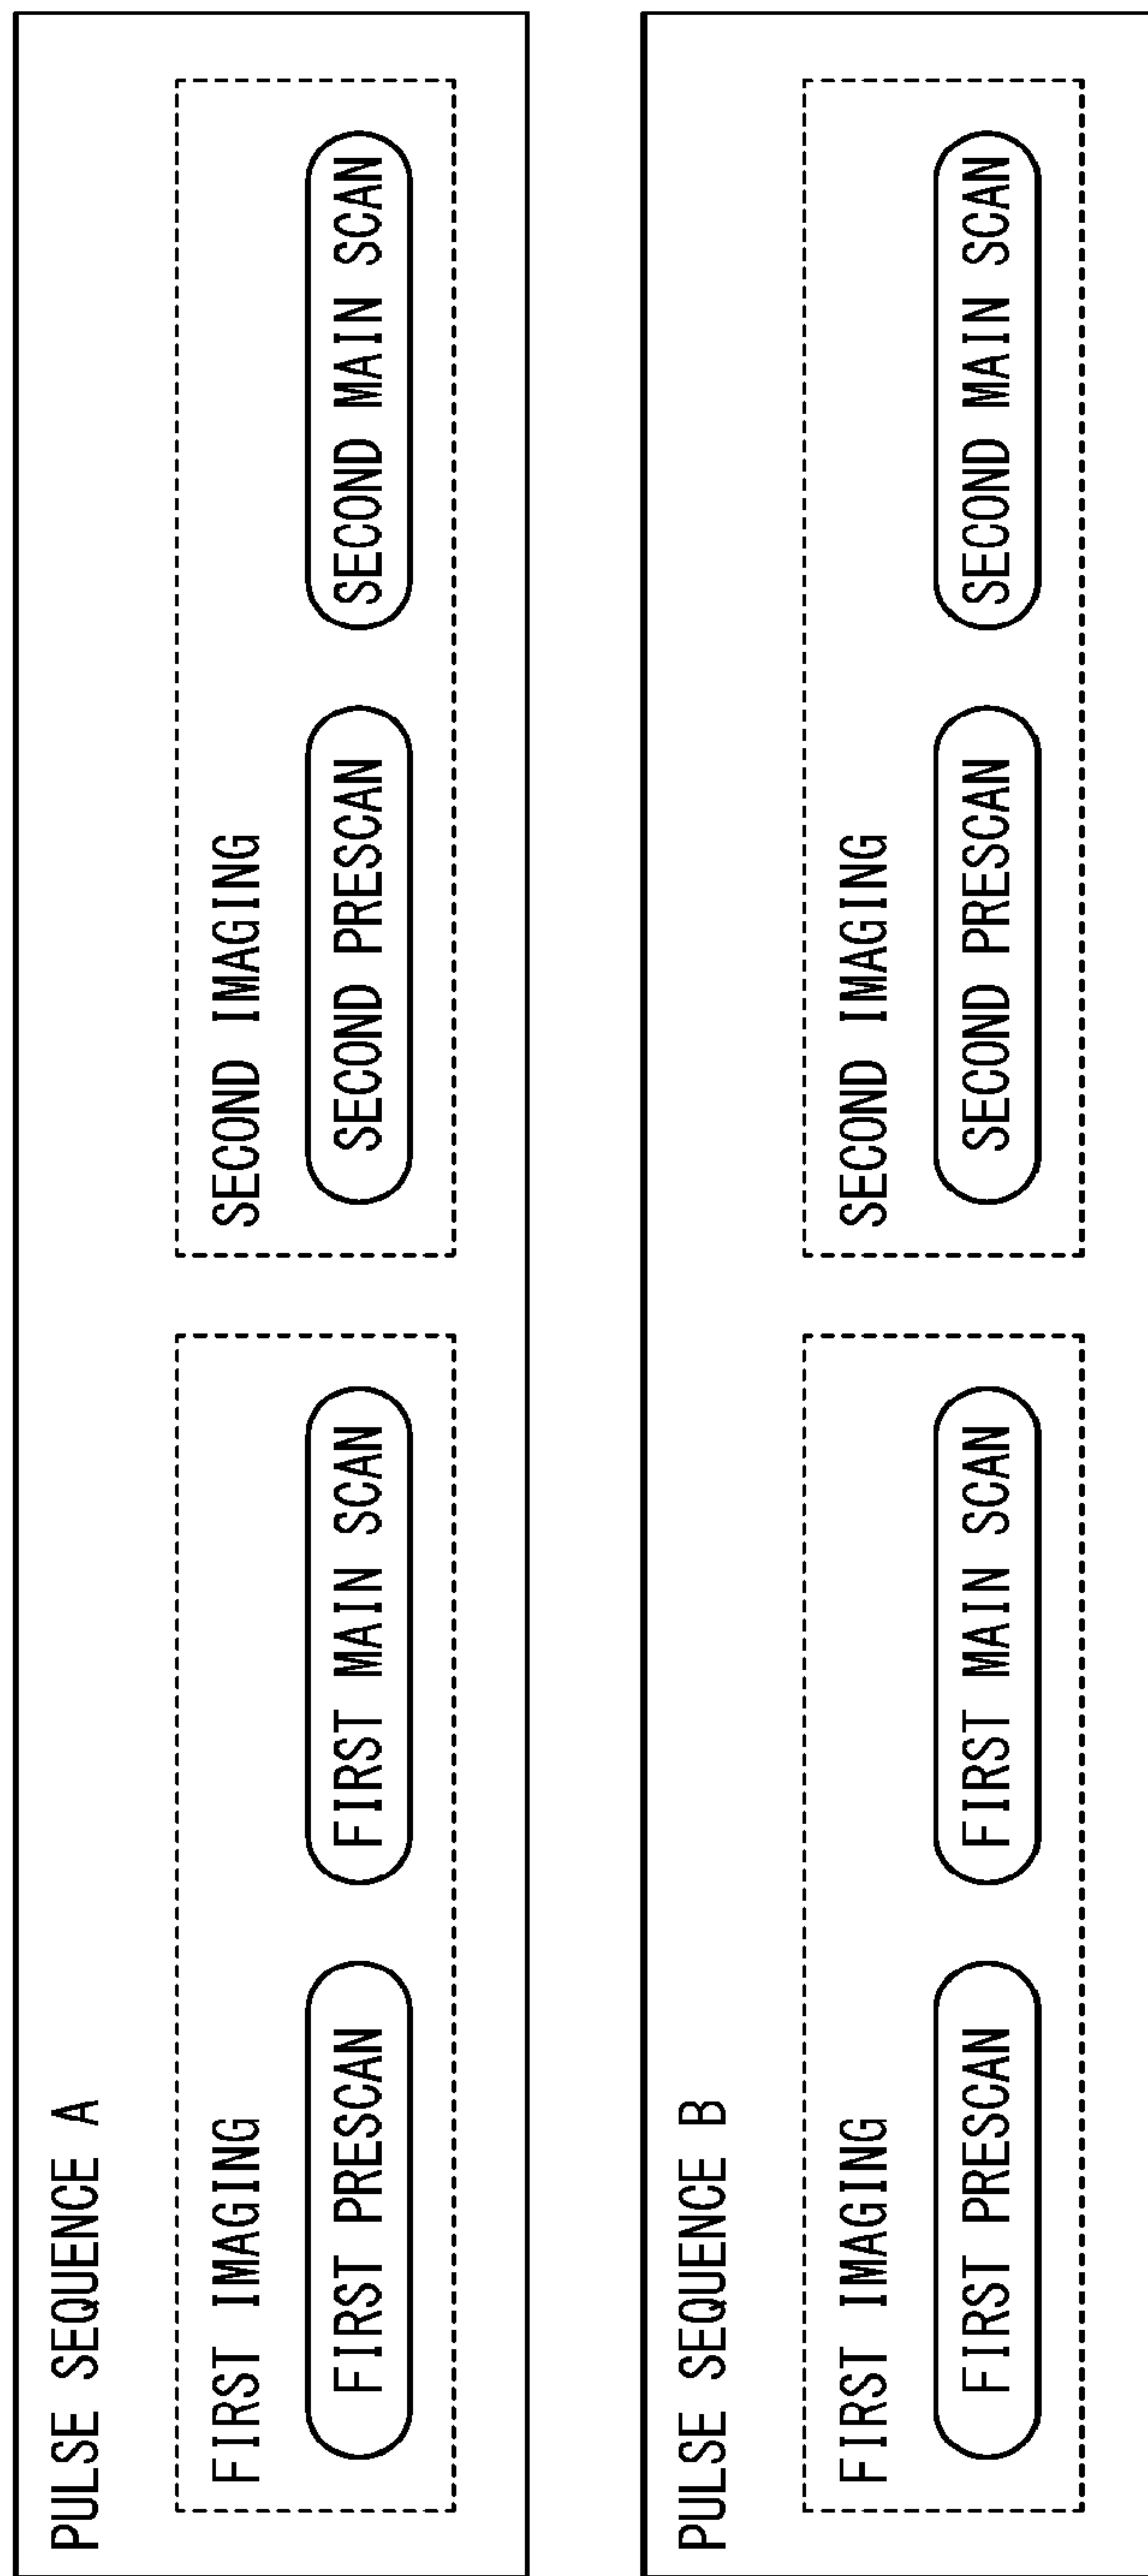 PULSE SEQUENCE A
FIRST IMAGING
FIRST PRESCAN
FIRST MAIN SCAN
SECOND IMAGING
SECOND PRESCAN
SECOND MAIN SCAN
PULSE SEQUENCE B
FIRST IMAGING
FIRST PRESCAN
FIRST MAIN SCAN
SECOND IMAGING
SECOND PRESCAN
SECOND MAIN SCAN